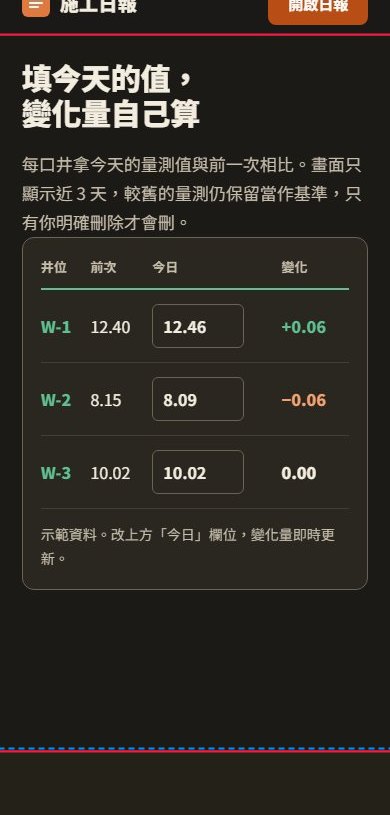 施工日報
開啟日報
填今天的值，
變化量自己算
每口井拿今天的量測值與前一次相比。畫面只
顯示近 3 天，較舊的量測仍保留當作基準，只
有你明確刪除才會刪。
井位 前次 今日 變化
W-1 12.40 12.46 +0.06
W-2 8.15 8.09 −0.06
W-3 10.02 10.02 0.00
示範資料。改上方「今日」欄位，變化量即時更
新。